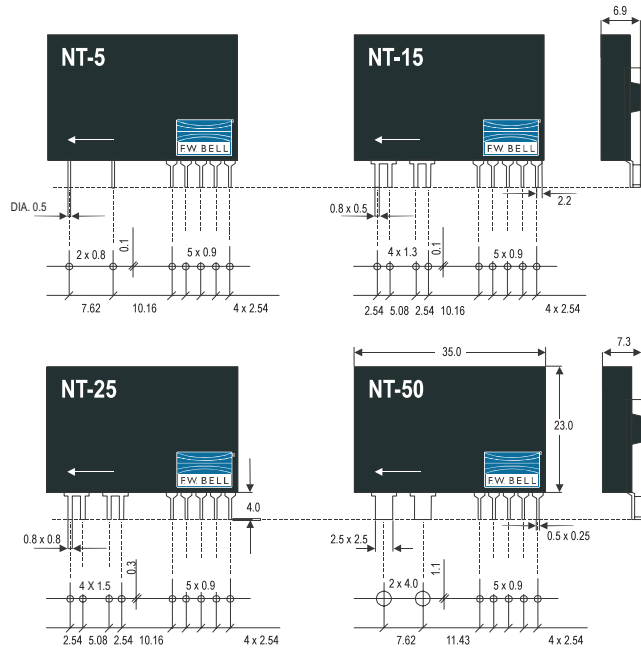 6.9
NT-5
NT-15
F.W. BELL
F.W. BELL
DIA. 0.5
0.8 x 0.5
2.2
2 x 0.8
0.1
5 x 0.9
4 x 1.3
0.1
5 x 0.9
7.62
10.16
4 x 2.54
2.54
5.08
2.54
10.16
4 x 2.54
35.0
7.3
NT-25
NT-50
23.0
F.W. BELL
F.W. BELL
4.0
0.8 x 0.8
2.5 x 2.5
0.5 x 0.25
4 X 1.5
0.3
5 x 0.9
2 x 4.0
1.1
5 x 0.9
2.54
5.08
2.54
10.16
4 x 2.54
7.62
11.43
4 x 2.54